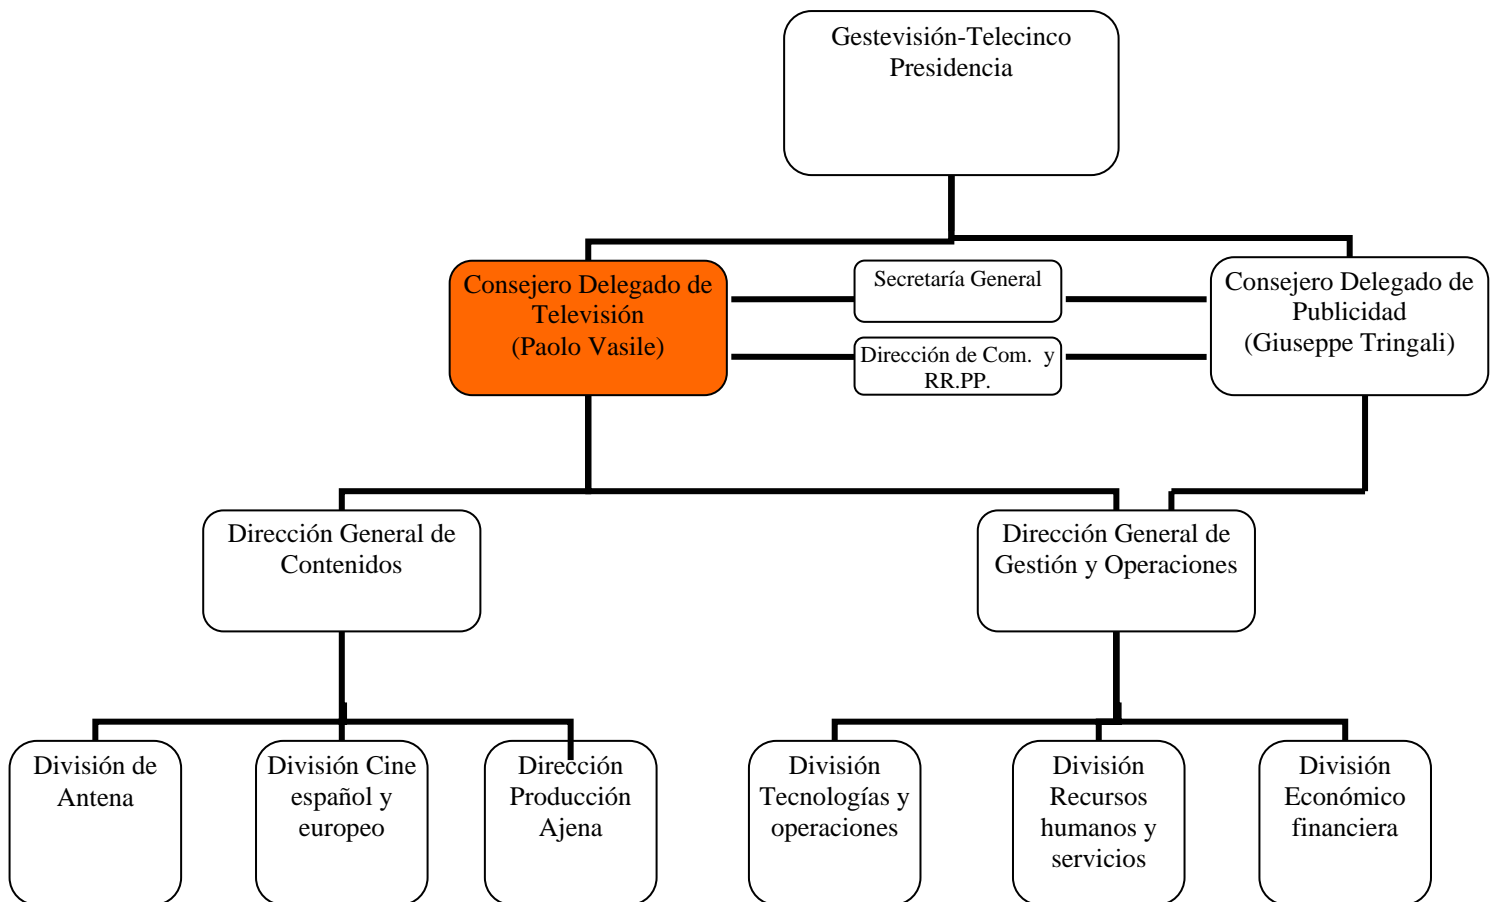 Gestevisión-Telecinco
Presidencia
Consejero Delegado de
Televisión
(Paolo Vasile)
Secretaría General
Dirección de Com. y
RR.PP.
Consejero Delegado de
Publicidad
(Giuseppe Tringali)
Dirección General de
Contenidos
Dirección General de
Gestión y Operaciones
División de
Antena
División Cine
español y
europeo
Dirección
Producción
Ajena
División
Tecnologías y
operaciones
División
Recursos
humanos y
servicios
División
Económico
financiera